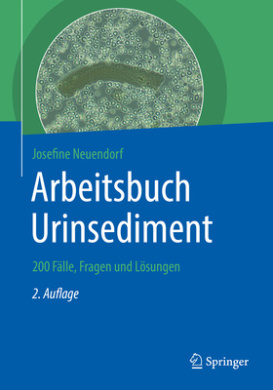 Josefine Neuendorf
Arbeitsbuch
Urinsediment
200 Fälle, Fragen und Lösungen
2. Auflage
Springer